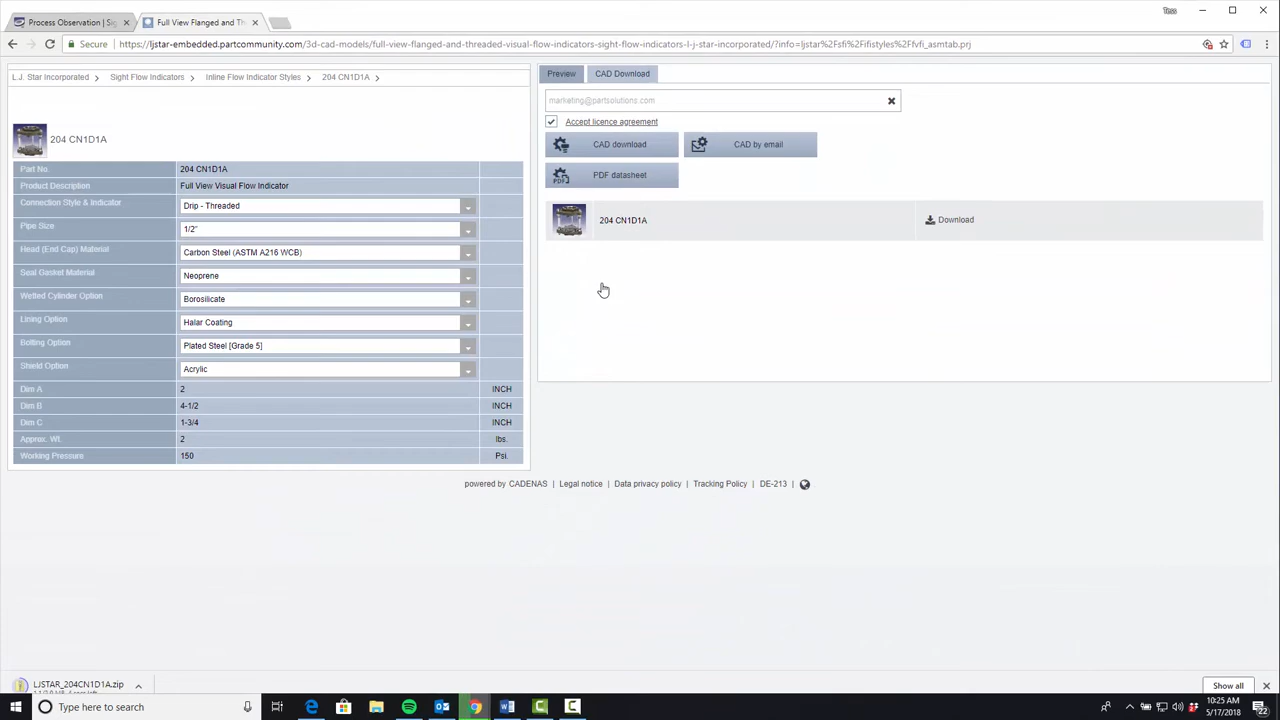 Tess
Process Observation | Sig
Full View Flanged and Th
Secure
https://ljstar-embedded.partcommunity.com/3d-cad-models/full-view-flanged-and-threaded-visual-flow-indicators-sight-flow-indicators-l-j-star-incorporated/?info=ljstar%2Fsfi%2Fifistyles%2Ffvfi_asmtab.prj
L.J. Star Incorporated
Sight Flow Indicators
Inline Flow Indicator Styles
204 CN1D1A
204 CN1D1A
Part No. 204 CN1D1A
Product Description Full View Visual Flow Indicator
Connection Style & Indicator Drip - Threaded
Pipe Size 1/2"
Head (End Cap) Material Carbon Steel (ASTM A216 WCB)
Seal Gasket Material Neoprene
Wetted Cylinder Option Borosilicate
Lining Option Halar Coating
Bolting Option Plated Steel [Grade 5]
Shield Option Acrylic
Dim A 2 INCH
Dim B 4-1/2 INCH
Dim C 1-3/4 INCH
Approx. Wt. 2 lbs.
Working Pressure 150 Psi.
Preview CAD Download
marketing@partsolutions.com
Accept licence agreement
CAD download CAD by email
PDF PDF datasheet
204 CN1D1A Download
powered by CADENAS | Legal notice | Data privacy policy | Tracking Policy | DE-213 |
LJSTAR_204CN1D1A.zip
Show all
Type here to search
10:25 AM
5/17/2018
22